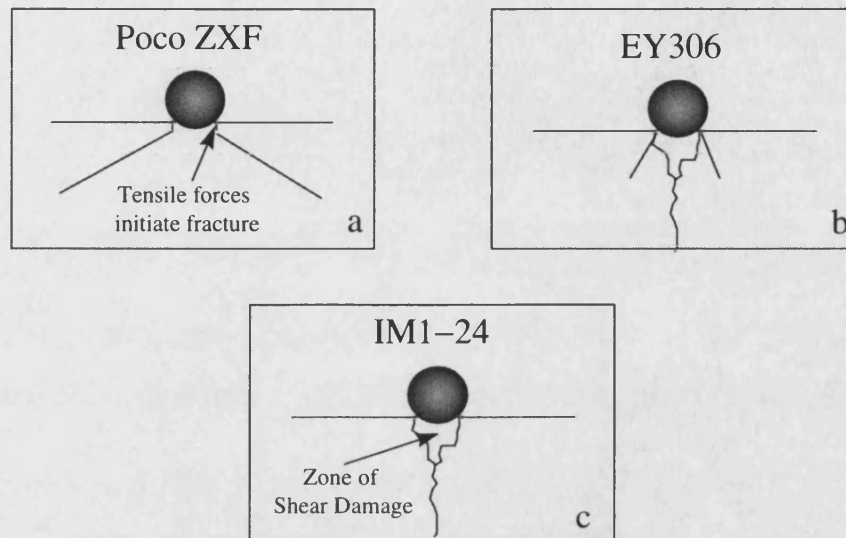 Poco ZXF
Tensile forces
initiate fracture
a
EY306
b
IM1−24
Zone of
Shear Damage
c